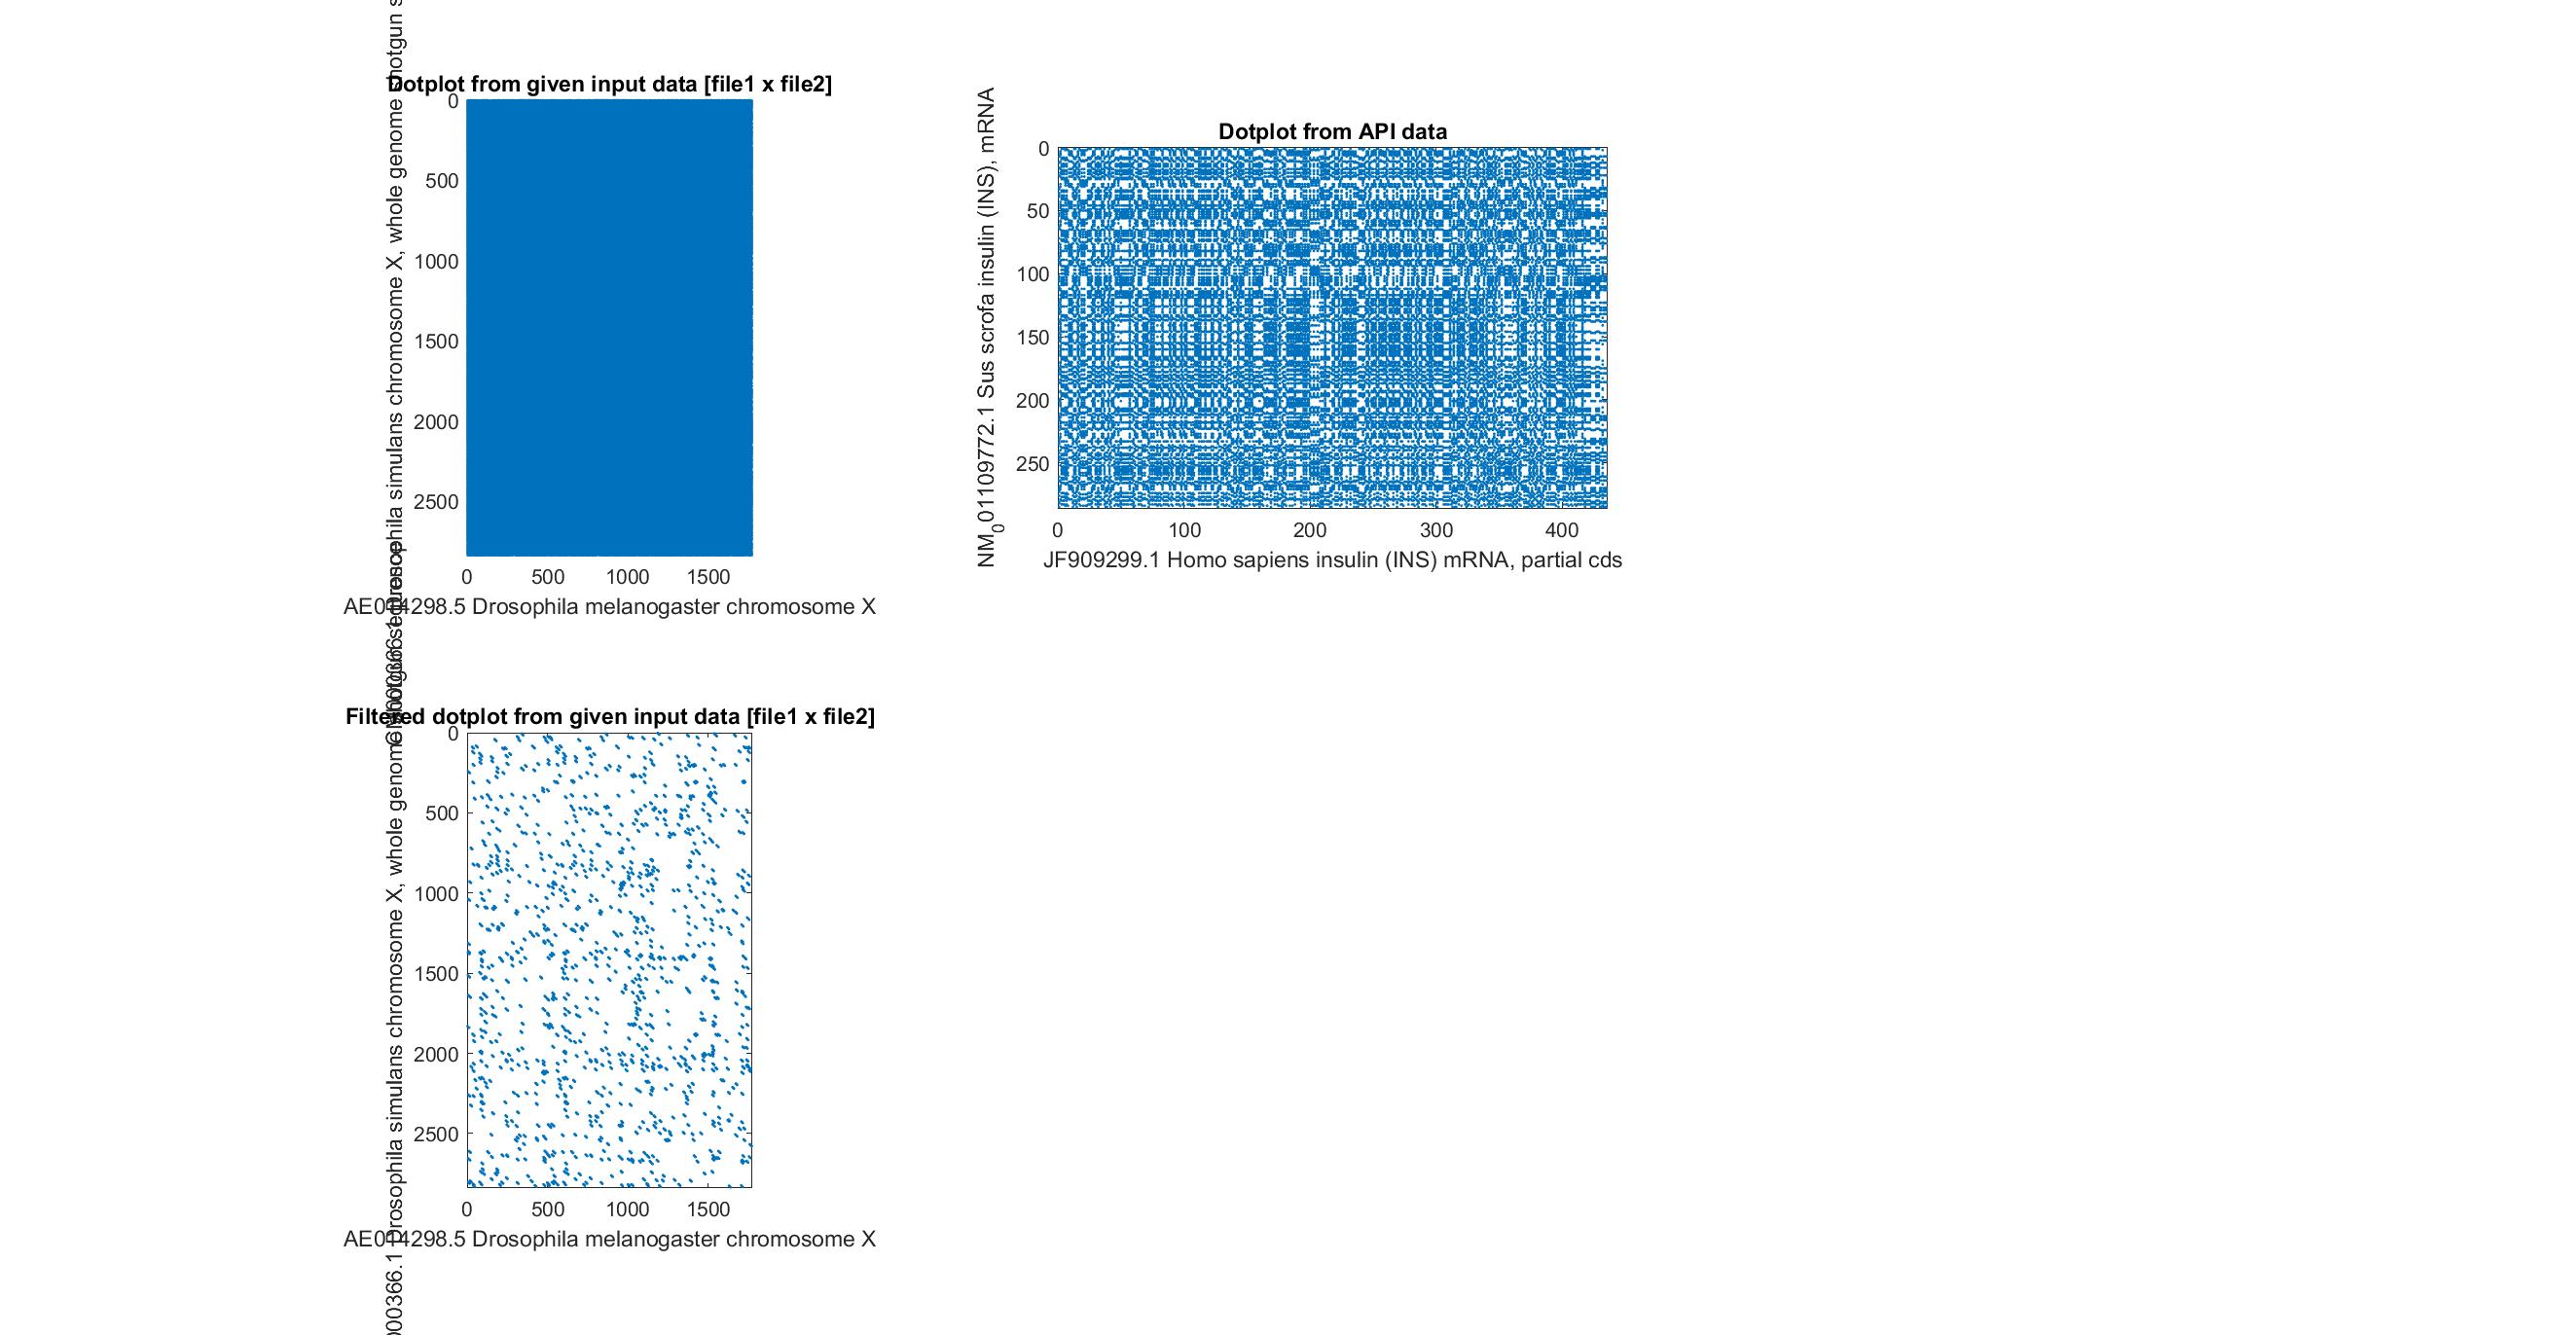 Dotplot from given input data [file1 x file2]
0
500
1000
1500
2000
2500
0 500 1000 1500
AE014298.5 Drosophila melanogaster chromosome X
simulans chromosome X, whole genome
Dotplot from API data
0
50
100
150
200
250
0 100 200 300 400
JF909299.1 Homo sapiens insulin (INS) mRNA, partial cds
NM_001109772.1 Sus scrofa insulin (INS), mRNA
Filtered dotplot from given input data [file1 x file2]
0
500
1000
1500
2000
2500
0 500 1000 1500
AE014298.5 Drosophila melanogaster chromosome X
000366.1 Drosophila simulans chromosome X, whole genome